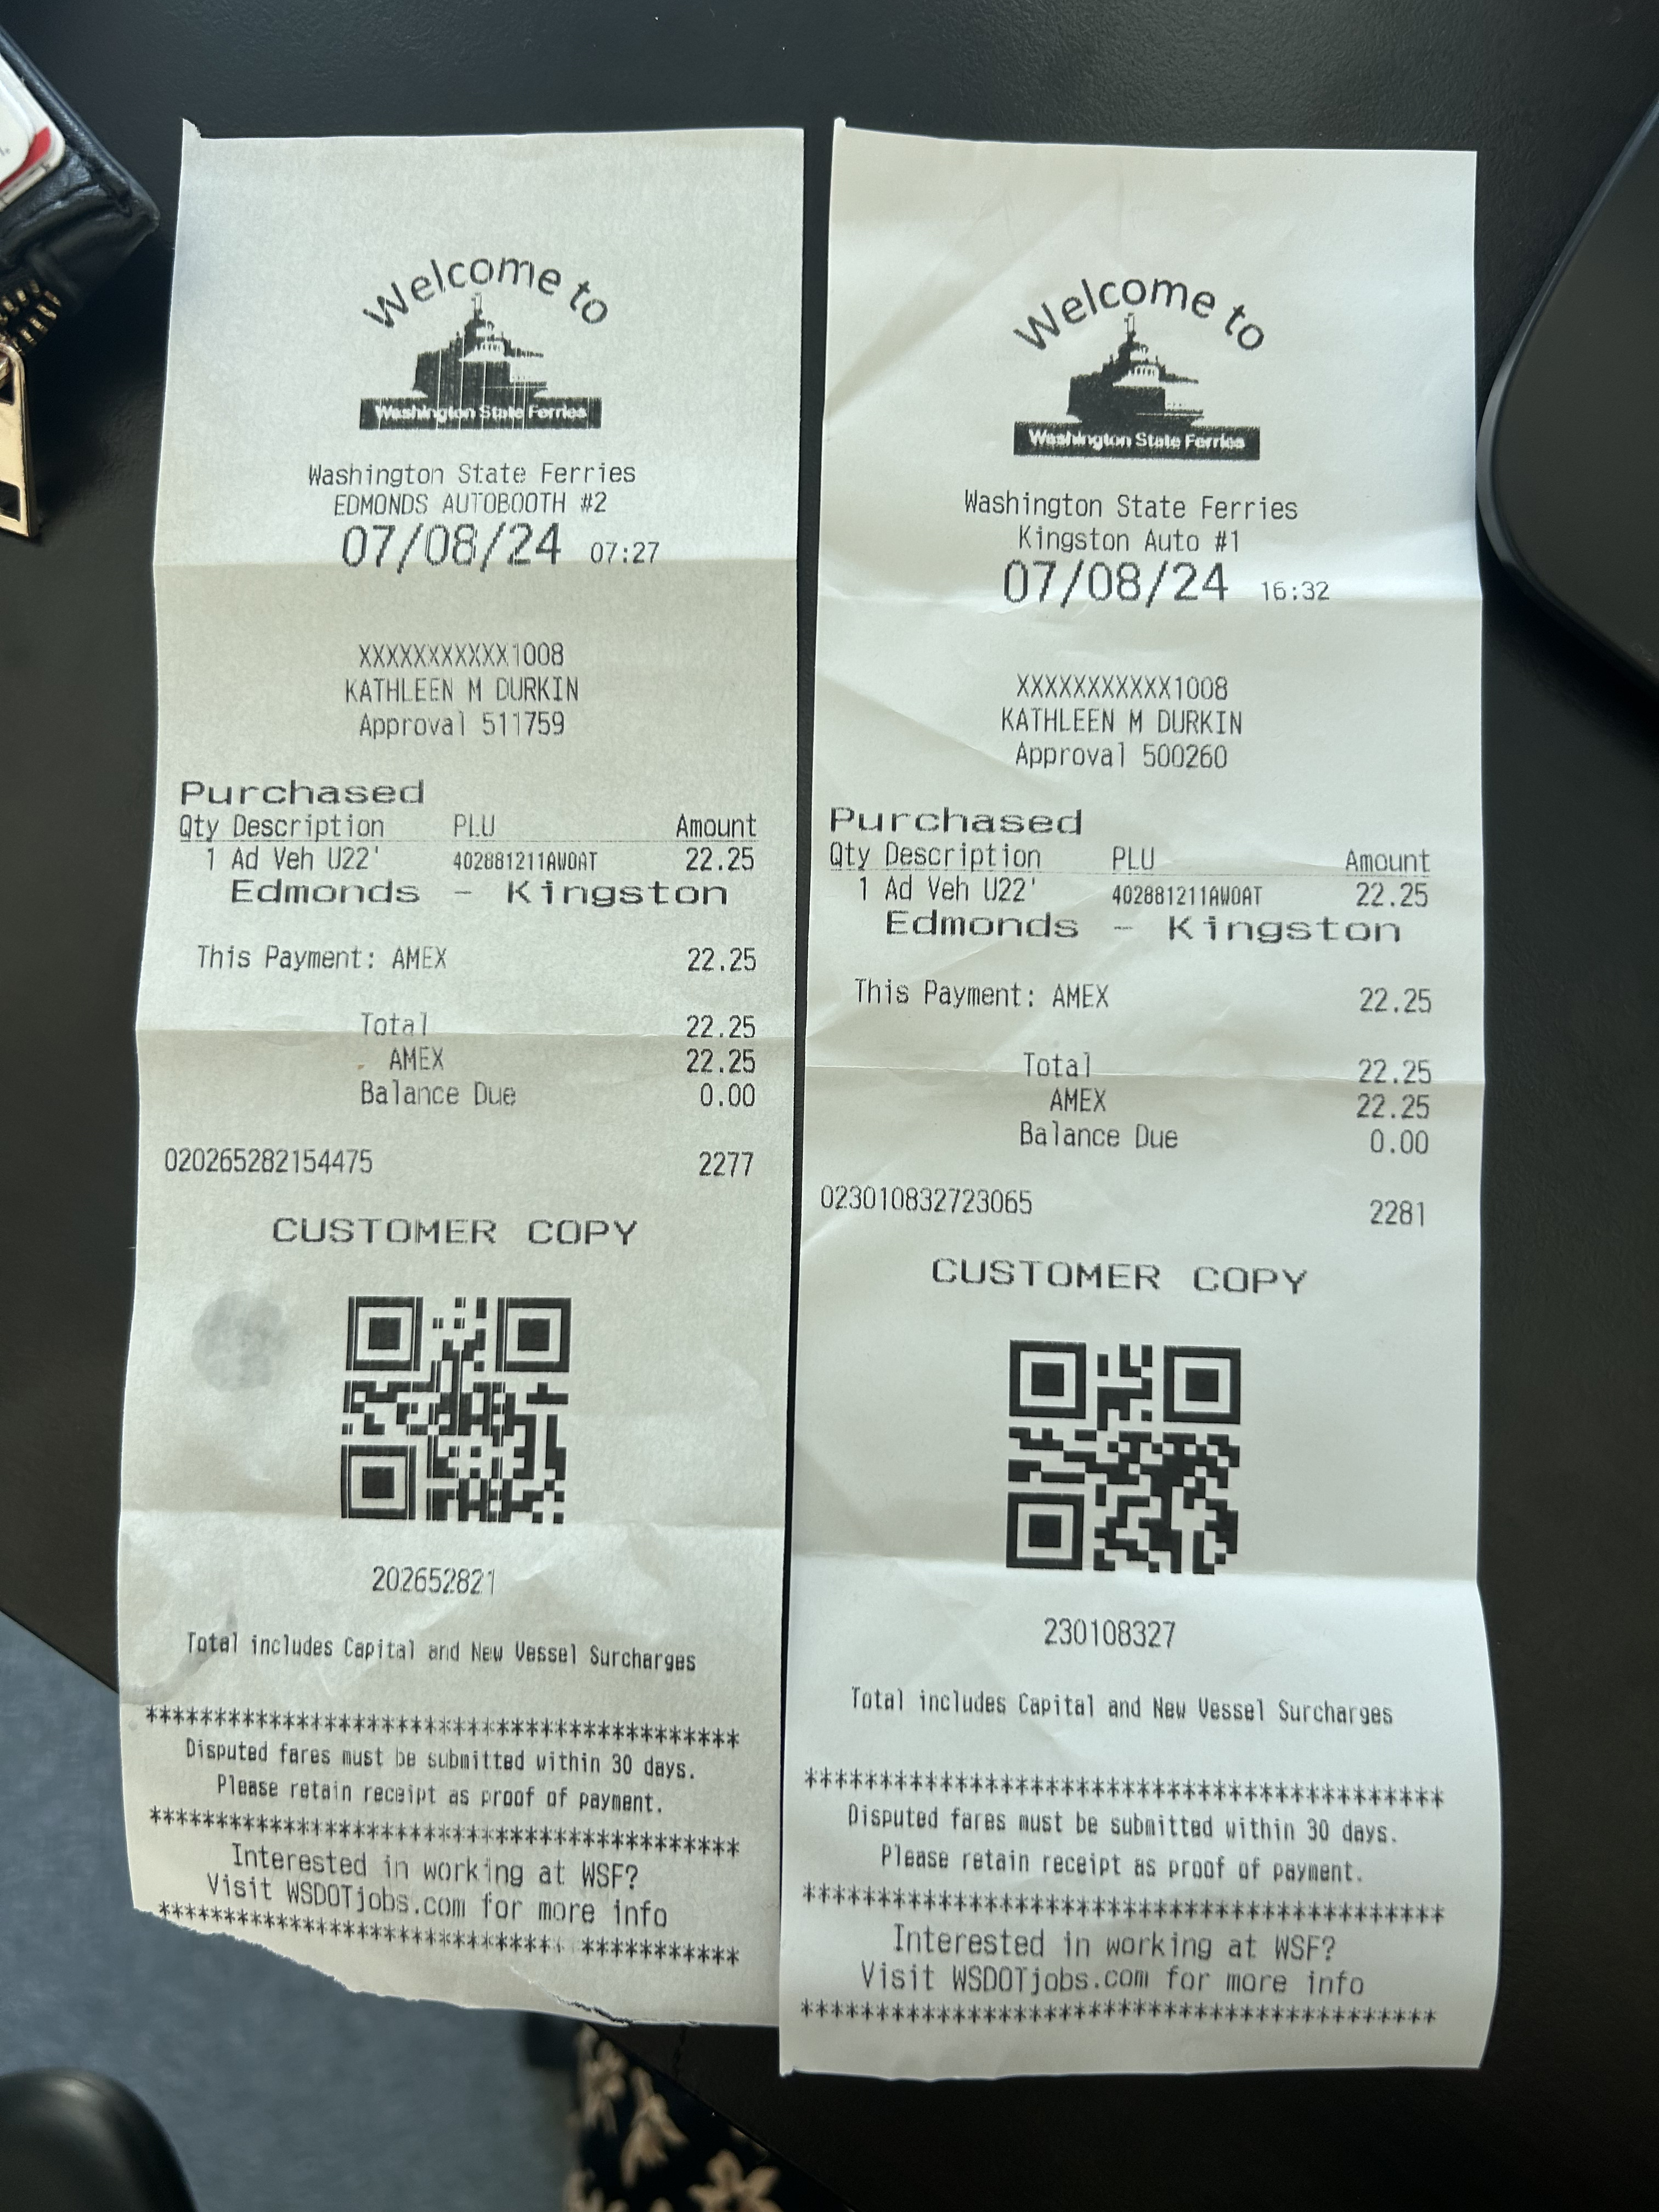 Welcome to
Washington State Ferries
Washington State Ferries
EDMONDS AUTOBOOTH #2
07/08/24 07:27
XXXXXXXXXXX1008
KATHLEEN M DURKIN
Approval 511759
Purchased
Qty Description PLU Amount
1 Ad Veh U22' 402881211AWOAT 22.25
Edmonds - Kingston
This Payment: AMEX 22.25
Total 22.25
AMEX 22.25
Balance Due 0.00
020265282154475 2277
CUSTOMER COPY
202652821
Total includes Capital and New Vessel Surcharges
****************************************
Disputed fares must be submitted within 30 days.
Please retain receipt as proof of payment.
****************************************
Interested in working at WSF?
Visit WSDOTjobs.com for more info
****************************************
Welcome to
Washington State Ferries
Washington State Ferries
Kingston Auto #1
07/08/24 16:32
XXXXXXXXXXX1008
KATHLEEN M DURKIN
Approval 500260
Purchased
Qty Description PLU Amount
1 Ad Veh U22' 402881211AWOAT 22.25
Edmonds - Kingston
This Payment: AMEX 22.25
Total 22.25
AMEX 22.25
Balance Due 0.00
023010832723065 2281
CUSTOMER COPY
230108327
Total includes Capital and New Vessel Surcharges
****************************************
Disputed fares must be submitted within 30 days.
Please retain receipt as proof of payment.
****************************************
Interested in working at WSF?
Visit WSDOTjobs.com for more info
****************************************